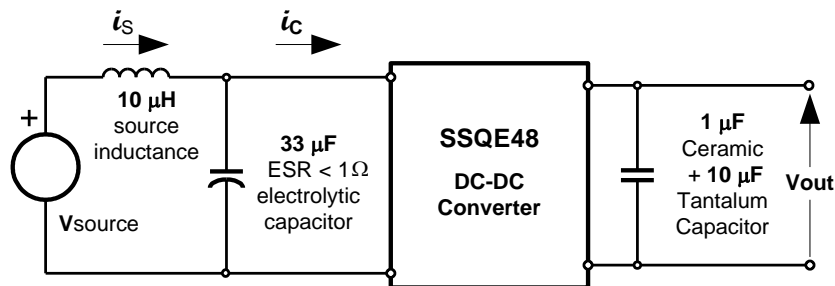 iS
iC
10 μH
source
inductance
+
Vsource
33 μF
ESR < 1Ω
electrolytic
capacitor
SSQE48
DC-DC
Converter
1 μF
Ceramic
+ 10 μF
Tantalum
Capacitor
Vout